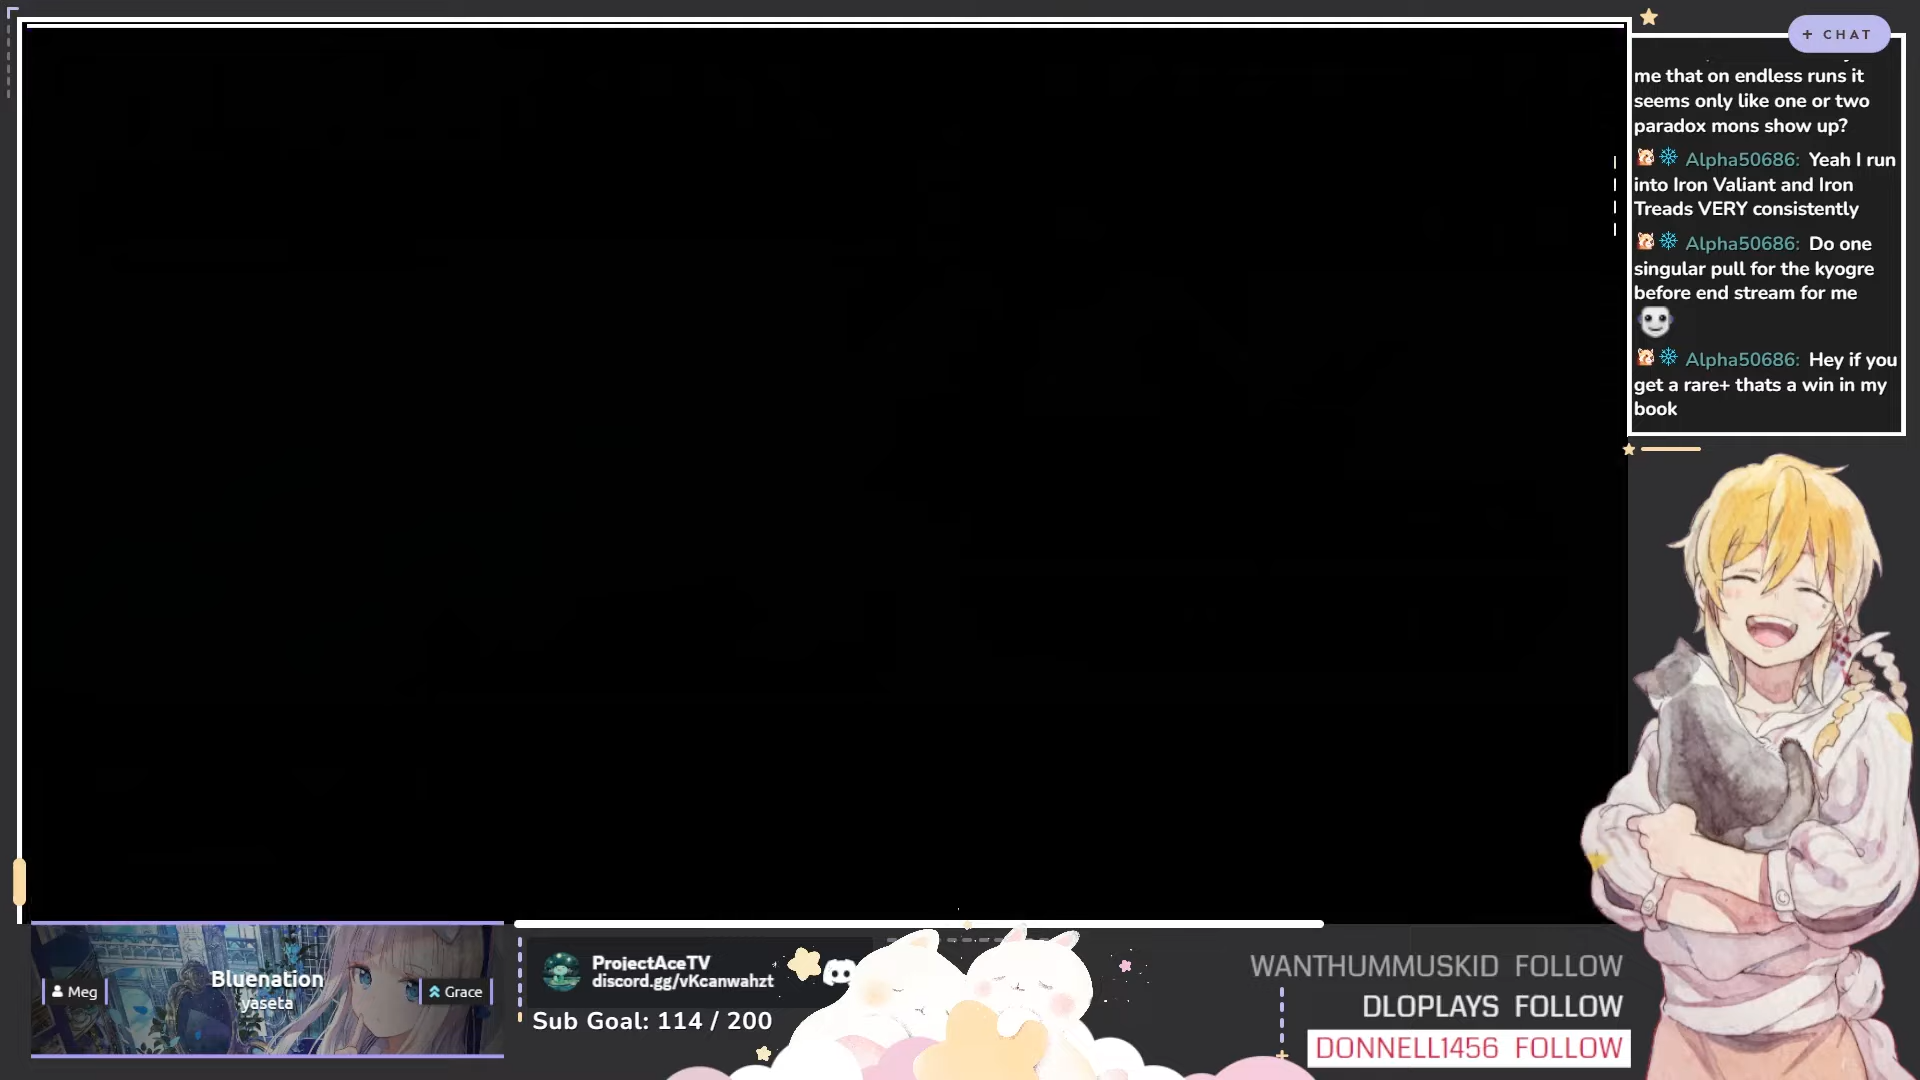 + CHAT
me that on endless runs it
seems only like one or two
paradox mons show up?
Alpha50686: Yeah I run
into Iron Valiant and Iron
Treads VERY consistently
Alpha50686: Do one
singular pull for the kyogre
before end stream for me
Alpha50686: Hey if you
get a rare+ thats a win in my
book
Bluenation
yaseta
Meg
Grace
ProjectAceTV
discord.gg/vKcanwahzt
Sub Goal: 114 / 200
WANTHUMMUSKID FOLLOW
DLOPLAYS FOLLOW
DONNELL1456 FOLLOW